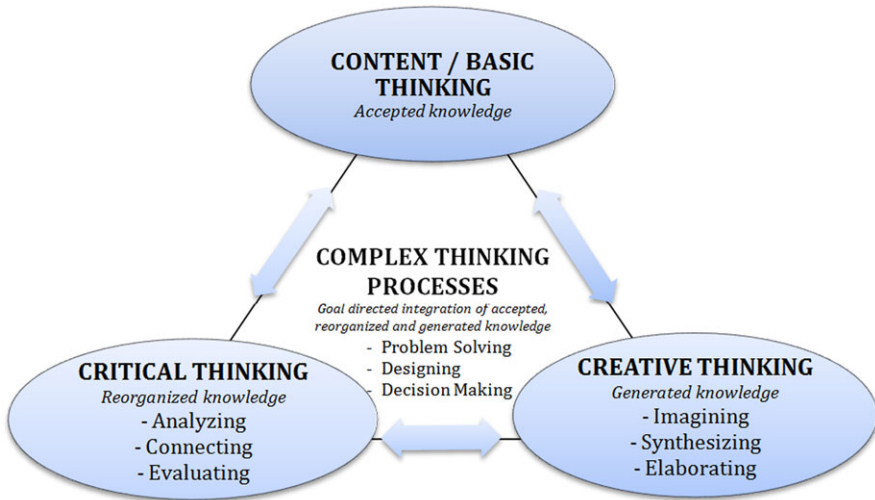 CONTENT / BASIC
THINKING
Accepted knowledge
COMPLEX THINKING
PROCESSES
Goal directed integration of accepted,
reorganized and generated knowledge
- Problem Solving
- Designing
- Decision Making
CRITICAL THINKING
Reorganized knowledge
- Analyzing
- Connecting
- Evaluating
CREATIVE THINKING
Generated knowledge
- Imagining
- Synthesizing
- Elaborating